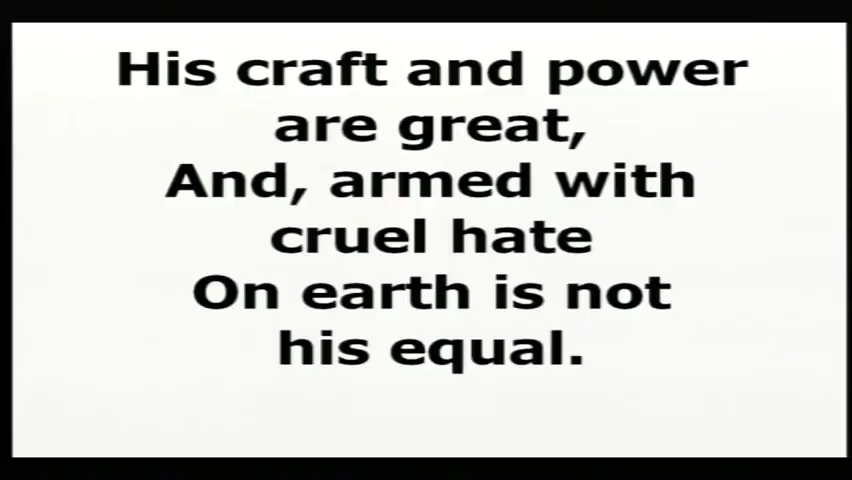 His craft and power
are great,
And, armed with
cruel hate
On earth is not
his equal.